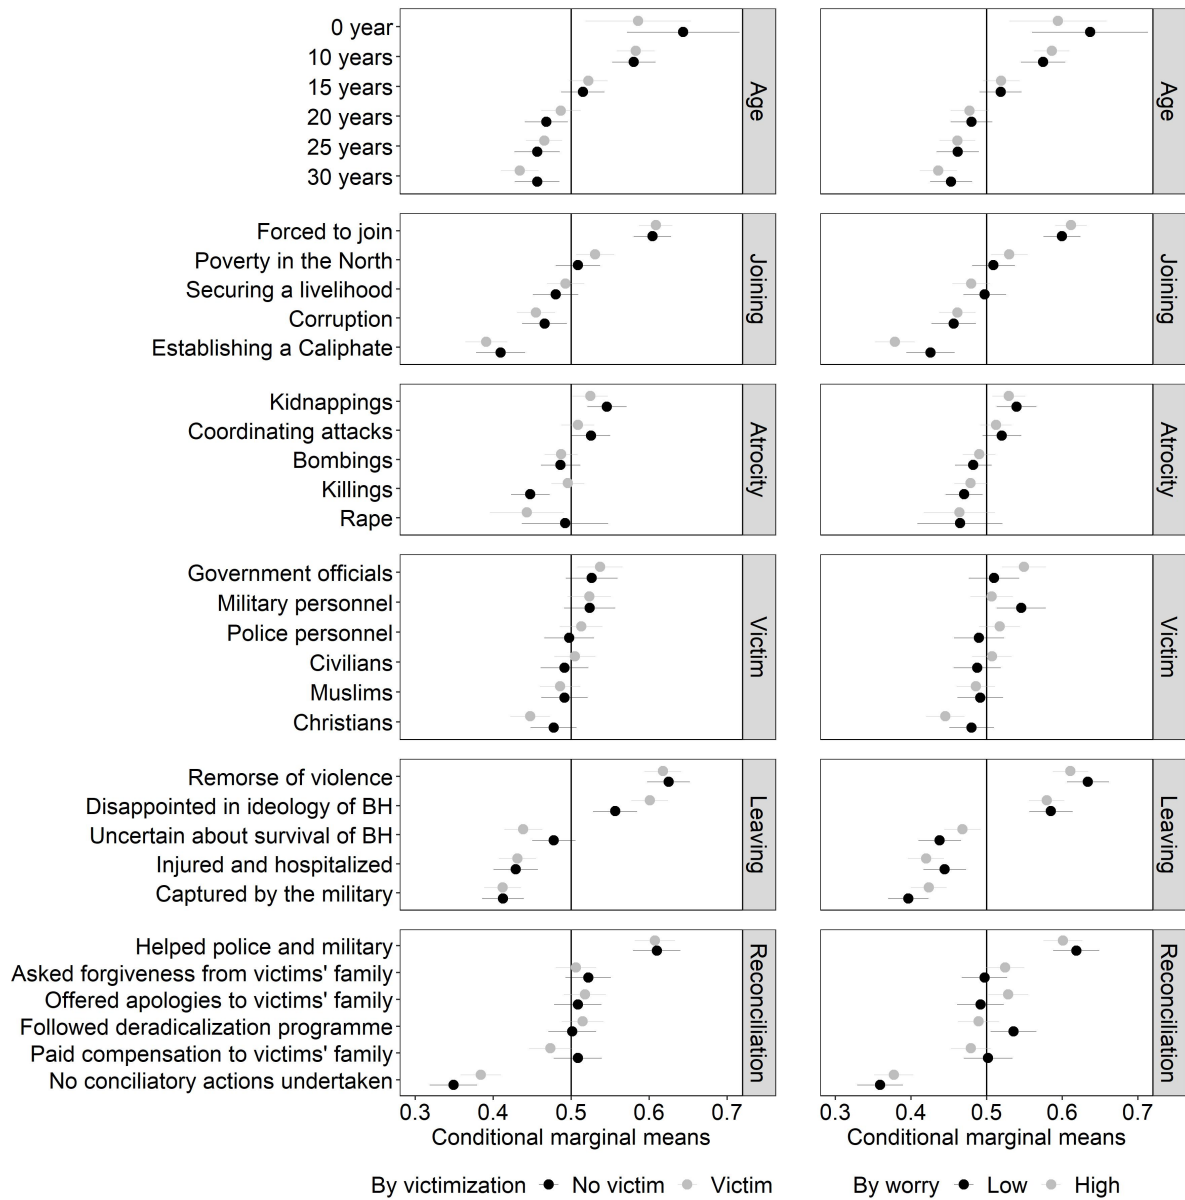 0 year
10 years
15 years
20 years
25 years
30 years
Age
Age
Forced to join
Poverty in the North
Securing a livelihood
Corruption
Establishing a Caliphate
Joining
Joining
Kidnappings
Coordinating attacks
Bombings
Killings
Rape
Atrocity
Atrocity
Government officials
Military personnel
Police personnel
Civilians
Muslims
Christians
Victim
Victim
Remorse of violence
Disappointed in ideology of BH
Uncertain about survival of BH
Injured and hospitalized
Captured by the military
Leaving
Leaving
Helped police and military
Asked forgiveness from victims' family
Offered apologies to victims' family
Followed deradicalization programme
Paid compensation to victims' family
No conciliatory actions undertaken
Reconciliation
Reconciliation
0.3 0.4 0.5 0.6 0.7 0.3 0.4 0.5 0.6 0.7
Conditional marginal means Conditional marginal means
By victimization No victim Victim By worry Low High